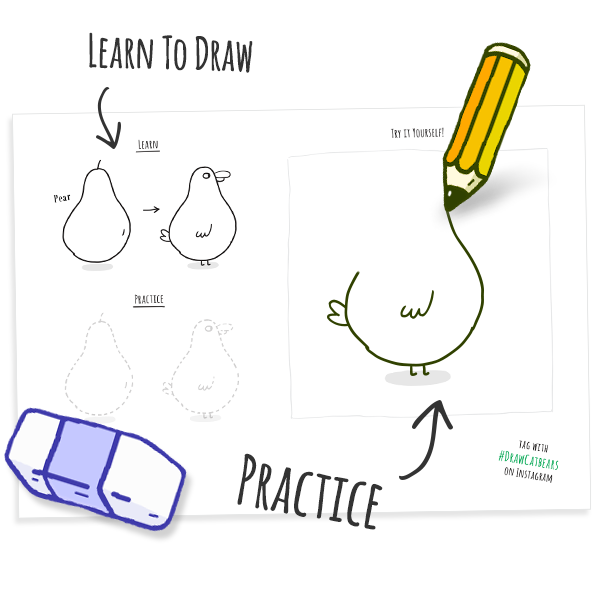 Learn To Draw
Learn
Try it Yourself!
Pear
Practice
Tag with
#DrawCatbears
on Instagram
Practice